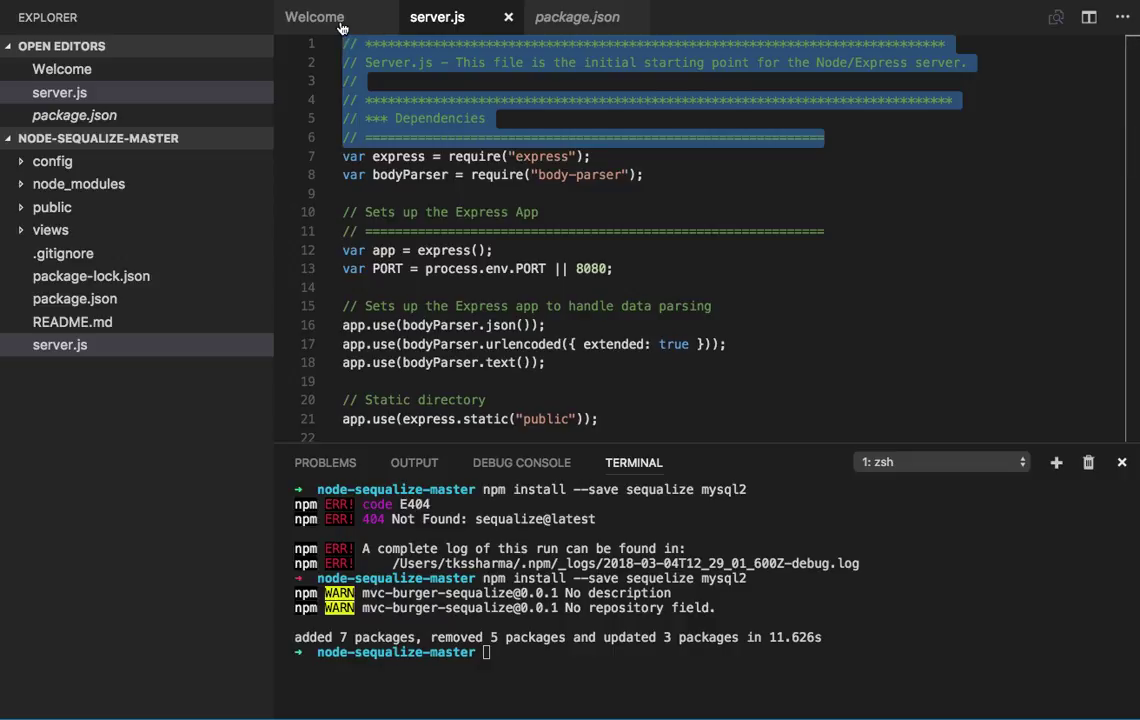 EXPLORER
OPEN EDITORS
Welcome
server.js
package.json
NODE-SEQUALIZE-MASTER
config
node_modules
public
views
.gitignore
package-lock.json
package.json
README.md
server.js
Welcome server.js package.json
1 // *****************************************************************************
2 // Server.js - This file is the initial starting point for the Node/Express server.
3 //
4 // ******************************************************************************
5 // *** Dependencies
6 // =============================================================
7 var express = require("express");
8 var bodyParser = require("body-parser");
9
10 // Sets up the Express App
11 // =============================================================
12 var app = express();
13 var PORT = process.env.PORT || 8080;
14
15 // Sets up the Express app to handle data parsing
16 app.use(bodyParser.json());
17 app.use(bodyParser.urlencoded({ extended: true }));
18 app.use(bodyParser.text());
19
20 // Static directory
21 app.use(express.static("public"));
22
PROBLEMS OUTPUT DEBUG CONSOLE TERMINAL 1: zsh
→ node-sequalize-master npm install --save sequalize mysql2
npm ERR! code E404
npm ERR! 404 Not Found: sequalize@latest
npm ERR! A complete log of this run can be found in:
npm ERR! /Users/tkssharma/.npm/_logs/2018-03-04T12_29_01_600Z-debug.log
→ node-sequalize-master npm install --save sequelize mysql2
npm WARN mvc-burger-sequalize@0.0.1 No description
npm WARN mvc-burger-sequalize@0.0.1 No repository field.
added 7 packages, removed 5 packages and updated 3 packages in 11.626s
→ node-sequalize-master